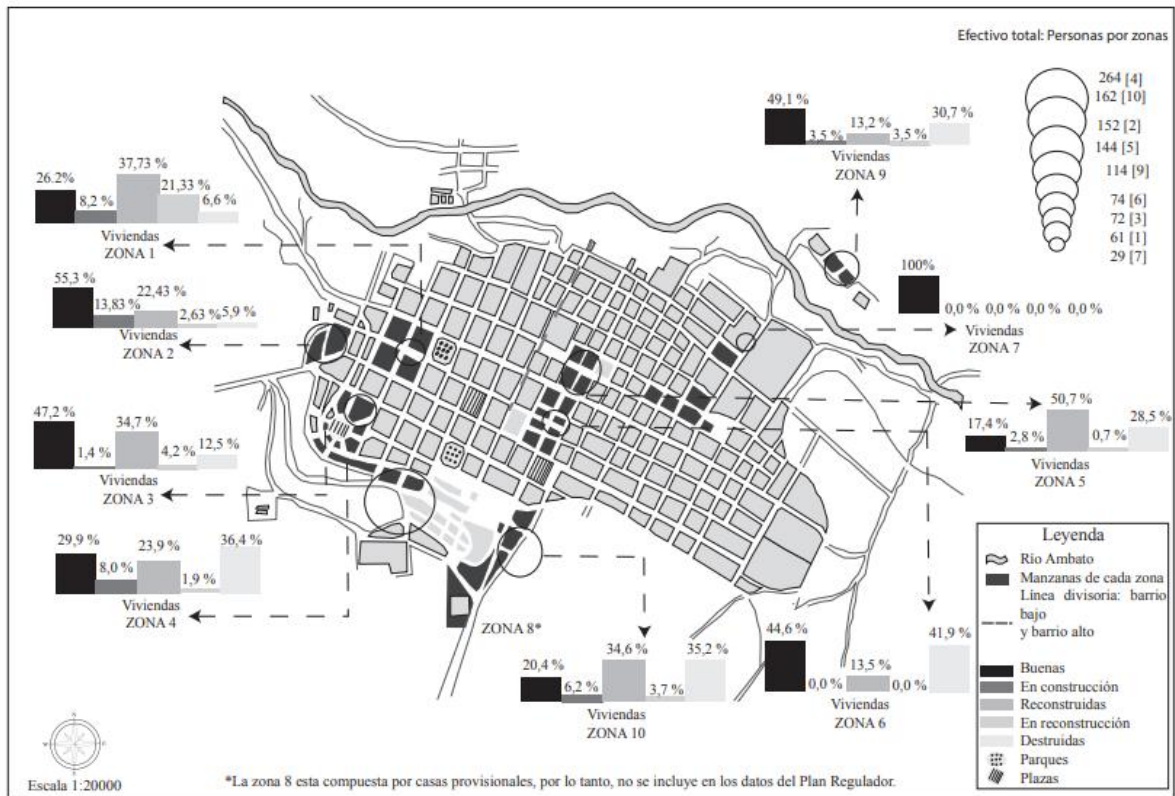 Efectivo total: Personas por zonas
264 [4]
162 [10]
152 [2]
144 [5]
114 [9]
74 [6]
72 [3]
61 [1]
29 [7]
49,1 %
3,5 %
13,2 %
3,5 %
30,7 %
Viviendas
ZONA 9
26.2%
8,2 %
37,73 %
21,33 %
6,6 %
Viviendas
ZONA 1
55,3 %
13,83 %
22,43 %
2,63 %
5,9 %
Viviendas
ZONA 2
100%
0,0 % 0,0 % 0,0 % 0,0 %
Viviendas
ZONA 7
47,2 %
1,4 %
34,7 %
4,2 %
12,5 %
Viviendas
ZONA 3
17,4 %
2,8 %
50,7 %
0,7 %
28,5 %
Viviendas
ZONA 5
29,9 %
8,0 %
23,9 %
1,9 %
36,4 %
Viviendas
ZONA 4
ZONA 8*
20,4 %
6,2 %
34,6 %
3,7 %
35,2 %
Viviendas
ZONA 10
44,6 %
0,0 %
13,5 %
0,0 %
41,9 %
Viviendas
ZONA 6
Leyenda
Río Ambato
Manzanas de cada zona
Línea divisoria: barrio
bajo
y barrio alto
Buenas
En construcción
Reconstruidas
En reconstrucción
Destruidas
Parques
Plazas
N
E
S
W
Escala 1:20000
*La zona 8 esta compuesta por casas provisionales, por lo tanto, no se incluye en los datos del Plan Regulador.